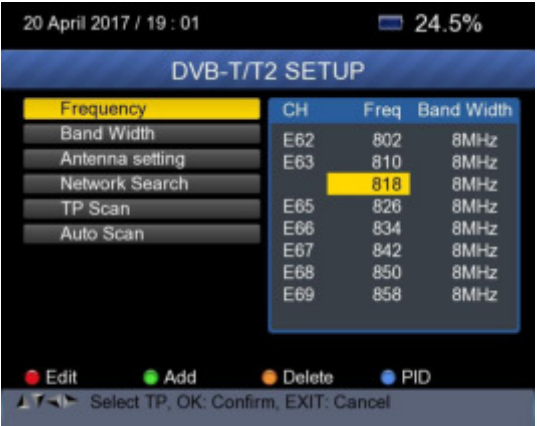 20 April 2017 / 19 : 01 24.5%
DVB-T/T2 SETUP
Frequency
Band Width
Antenna setting
Network Search
TP Scan
Auto Scan
CH Freq Band Width
E62 802 8MHz
E63 810 8MHz
818 8MHz
E65 826 8MHz
E66 834 8MHz
E67 842 8MHz
E68 850 8MHz
E69 858 8MHz
Edit Add Delete PID
Select TP, OK: Confirm, EXIT: Cancel